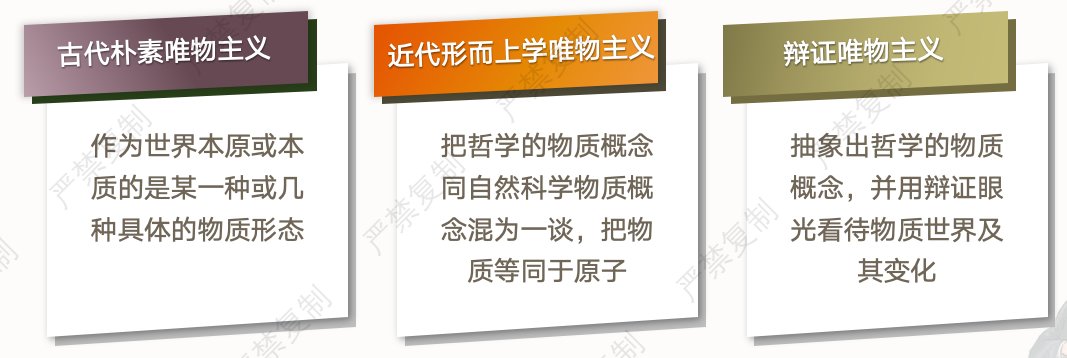 古代朴素唯物主义
作为世界本原或本
质的是某一种或几
种具体的物质形态
近代形而上学唯物主义
把哲学的物质概念
同自然科学物质概
念混为一谈，把物
质等同于原子
辩证唯物主义
抽象出哲学的物质
概念，并用辩证眼
光看待物质世界及
其变化
严禁复制
严禁复制
严禁复制
严禁复制
严禁复制
严禁复制